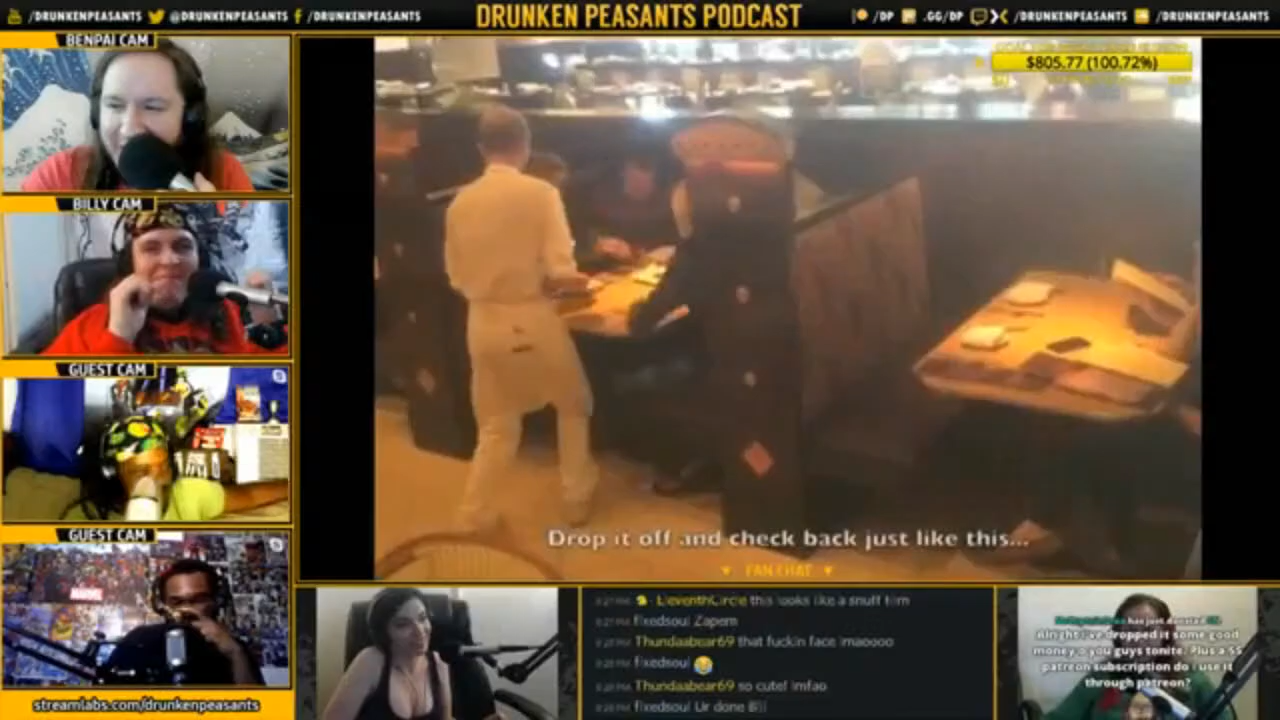 /DRUNKENPEASANTS @DRUNKENPEASANTS /DRUNKENPEASANTS
DRUNKEN PEASANTS PODCAST
/DP .GG/DP /DRUNKENPEASANTS /DRUNKENPEASANTS
BENPAI CAM
$805.77 (100.72%)
BILLY CAM
GUEST CAM
GUEST CAM
MARVEL
Drop it off and check back just like this...
FAN CHAT
EleventhCircle this looks like a snuff film
fixedsoul Zapem
Thundaabear69 that fuckin face lmaoooo
fixedsoul
Thundaabear69 so cute! lmfao
fixedsoul Ur done
has just donated
Alright i've dropped it some good
money o you guys tonite. Plus a $5
patreon subscription do i use it
through patreon?
streamlabs.com/drunkenpeasants